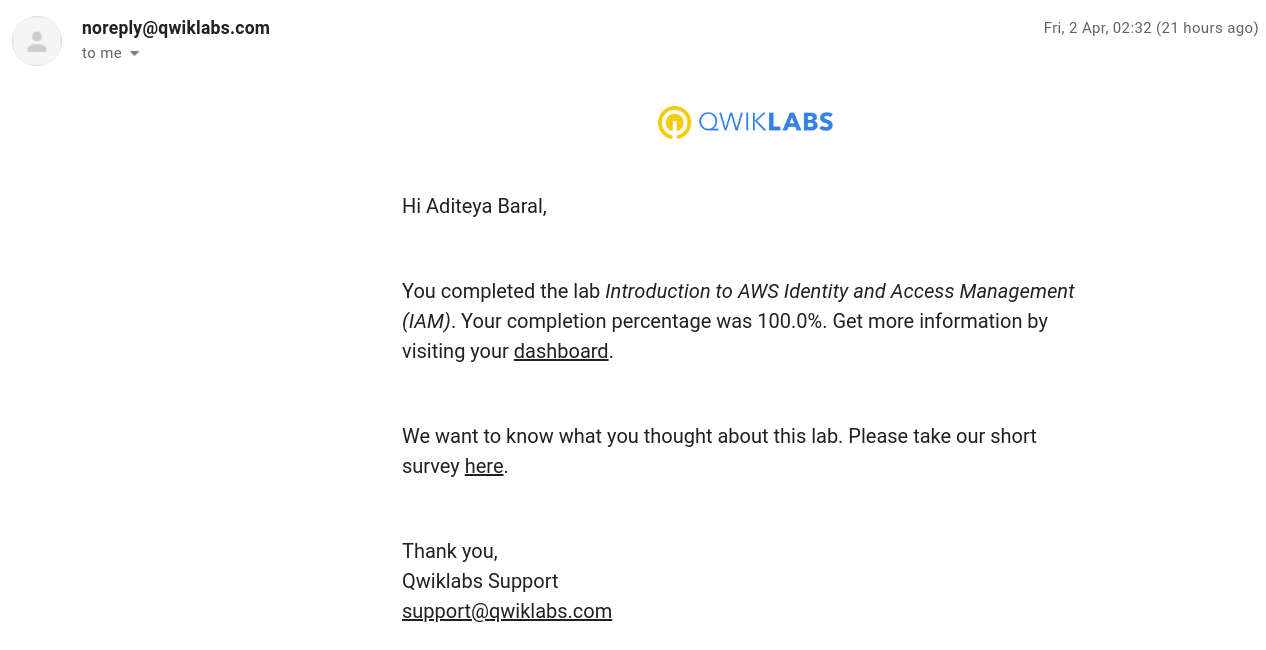 noreply@qwiklabs.com
Fri, 2 Apr, 02:32 (21 hours ago)
to me
QWIKLABS
Hi Aditeya Baral,
You completed the lab Introduction to AWS Identity and Access Management
(IAM). Your completion percentage was 100.0%. Get more information by
visiting your dashboard.
We want to know what you thought about this lab. Please take our short
survey here.
Thank you,
Qwiklabs Support
support@qwiklabs.com